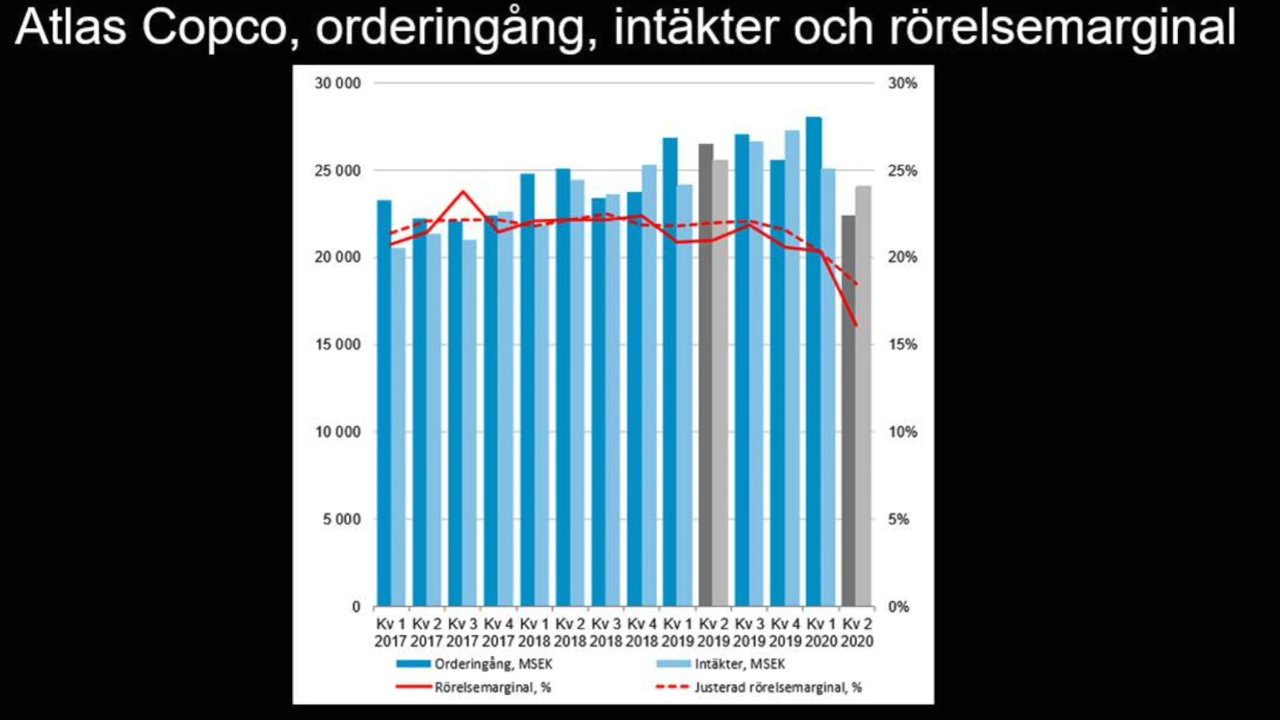 Atlas Copco, orderingång, intäkter och rörelsemarginal
30 000 30%
25 000 25%
20 000 20%
15 000 15%
10 000 10%
5 000 5%
0 0%
Kv 1 Kv 2 Kv 3 Kv 4 Kv 1 Kv 2 Kv 3 Kv 4 Kv 1 Kv 2 Kv 3 Kv 4 Kv 1 Kv 2
2017 2017 2017 2017 2018 2018 2018 2018 2019 2019 2019 2019 2020 2020
Orderingång, MSEK Intäkter, MSEK
Rörelsemarginal, % Justerad rörelsemarginal, %